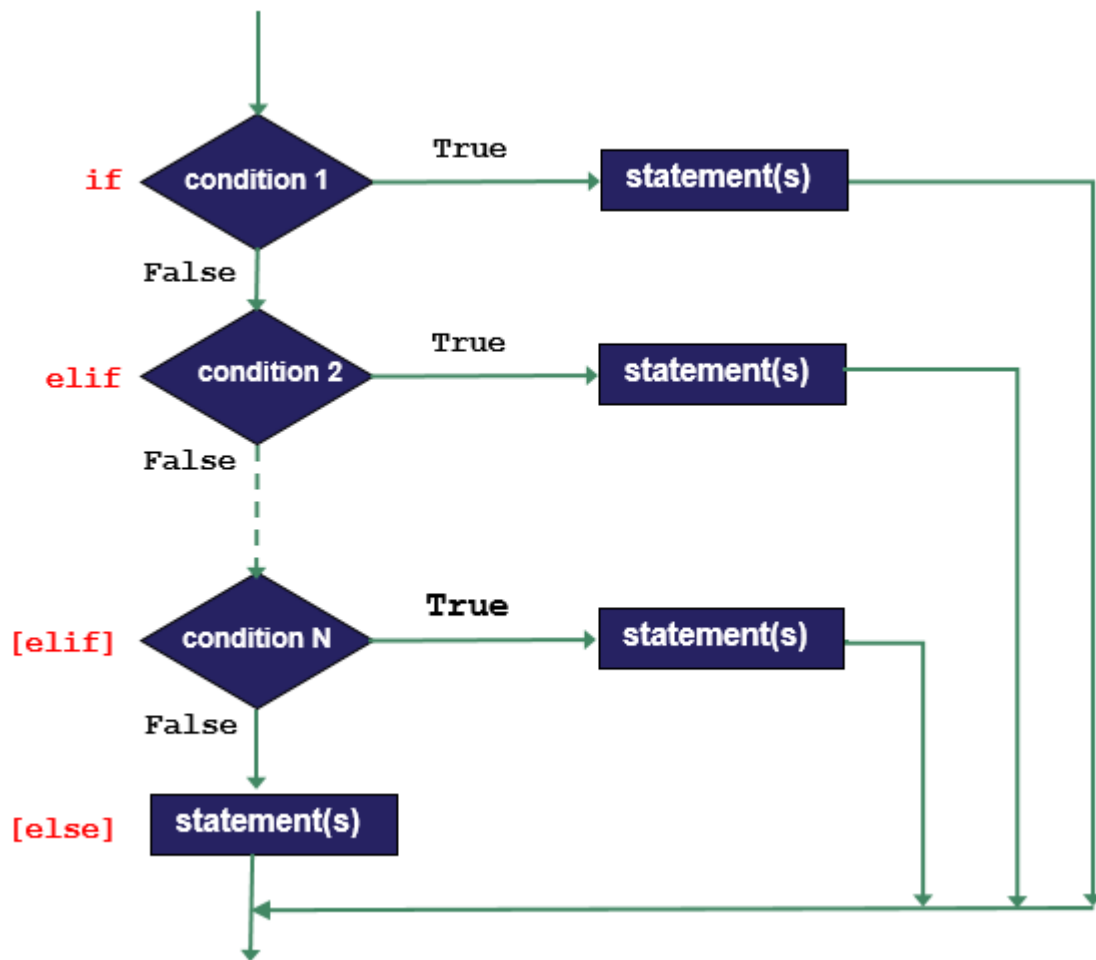 True
if
condition 1
statement(s)
False
True
elif
condition 2
statement(s)
False
True
[elif]
condition N
statement(s)
False
[else]
statement(s)